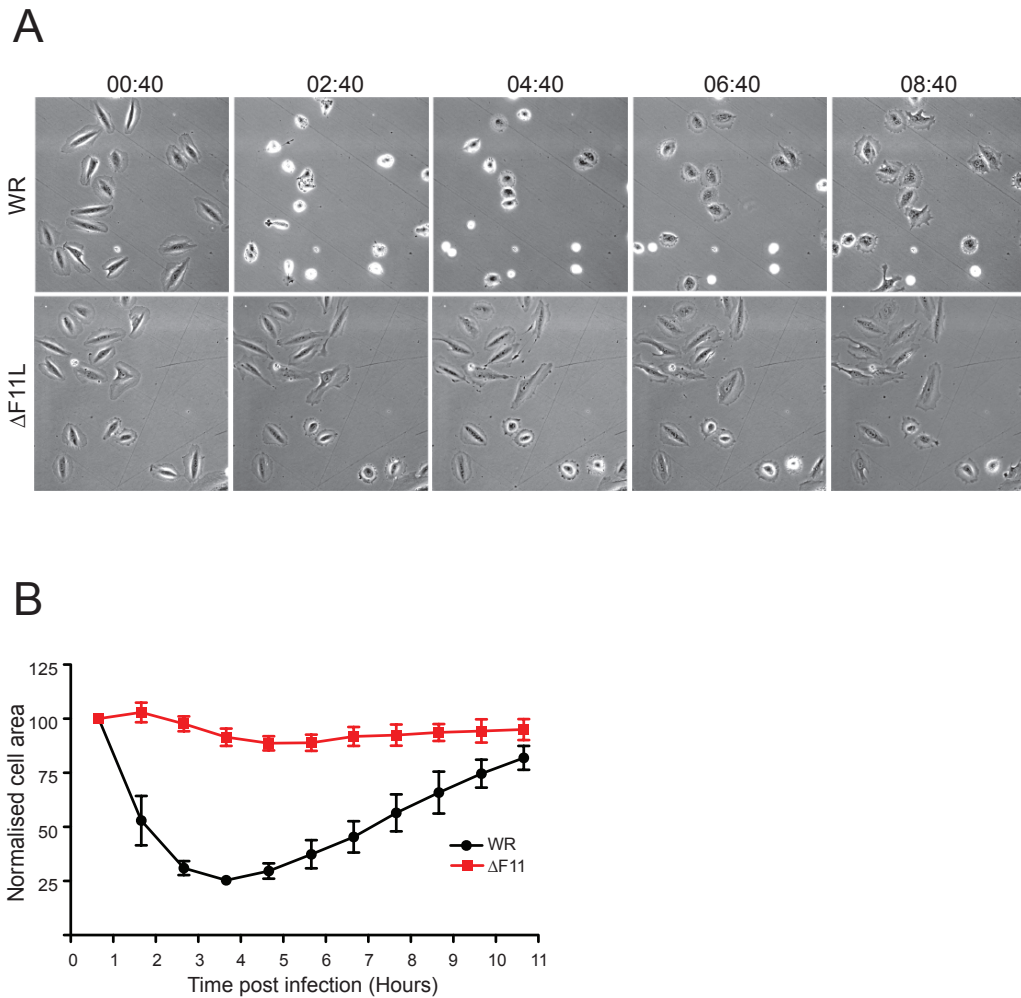 A
00:40 02:40 04:40 06:40 08:40
WR
ΔF11L
B
125
100
75
50
25
Normalised cell area
WR
ΔF11
0 1 2 3 4 5 6 7 8 9 10 11
Time post infection (Hours)